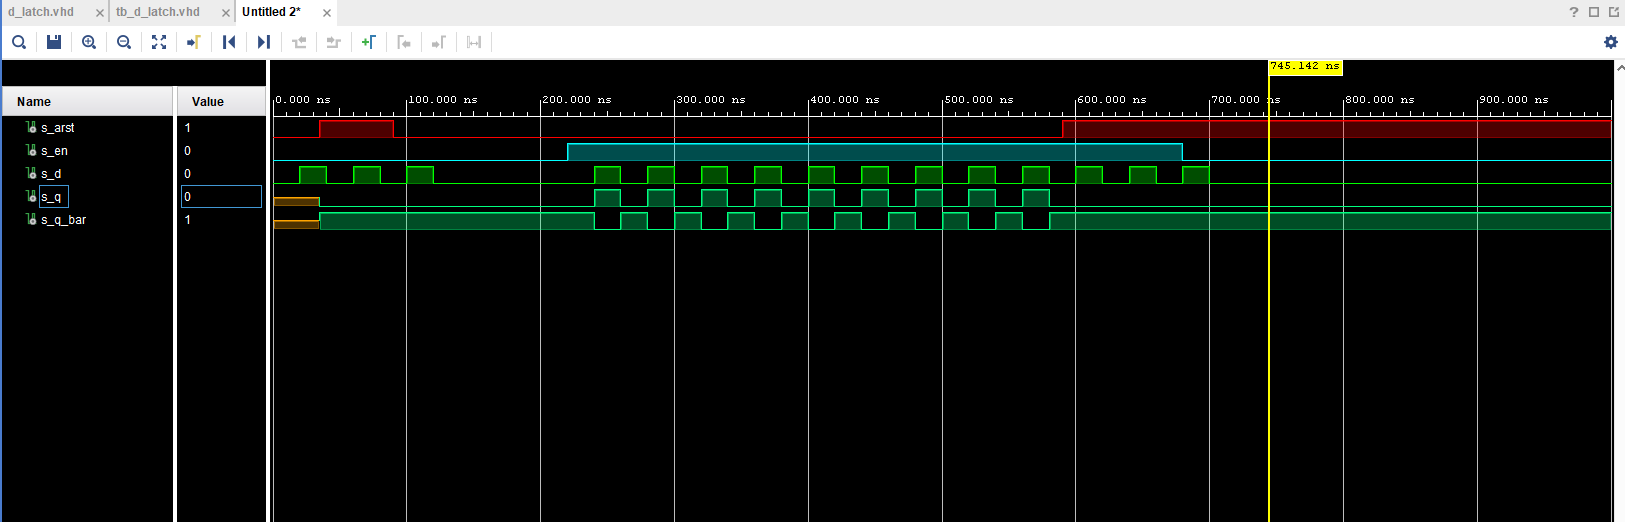 d_latch.vhd × tb_d_latch.vhd × Untitled 2* × ?
745.142 ns
Name Value
0.000 ns 100.000 ns 200.000 ns 300.000 ns 400.000 ns 500.000 ns 600.000 ns 700.000 ns 800.000 ns 900.000 ns
s_arst 1
s_en 0
s_d 0
s_q 0
s_q_bar 1